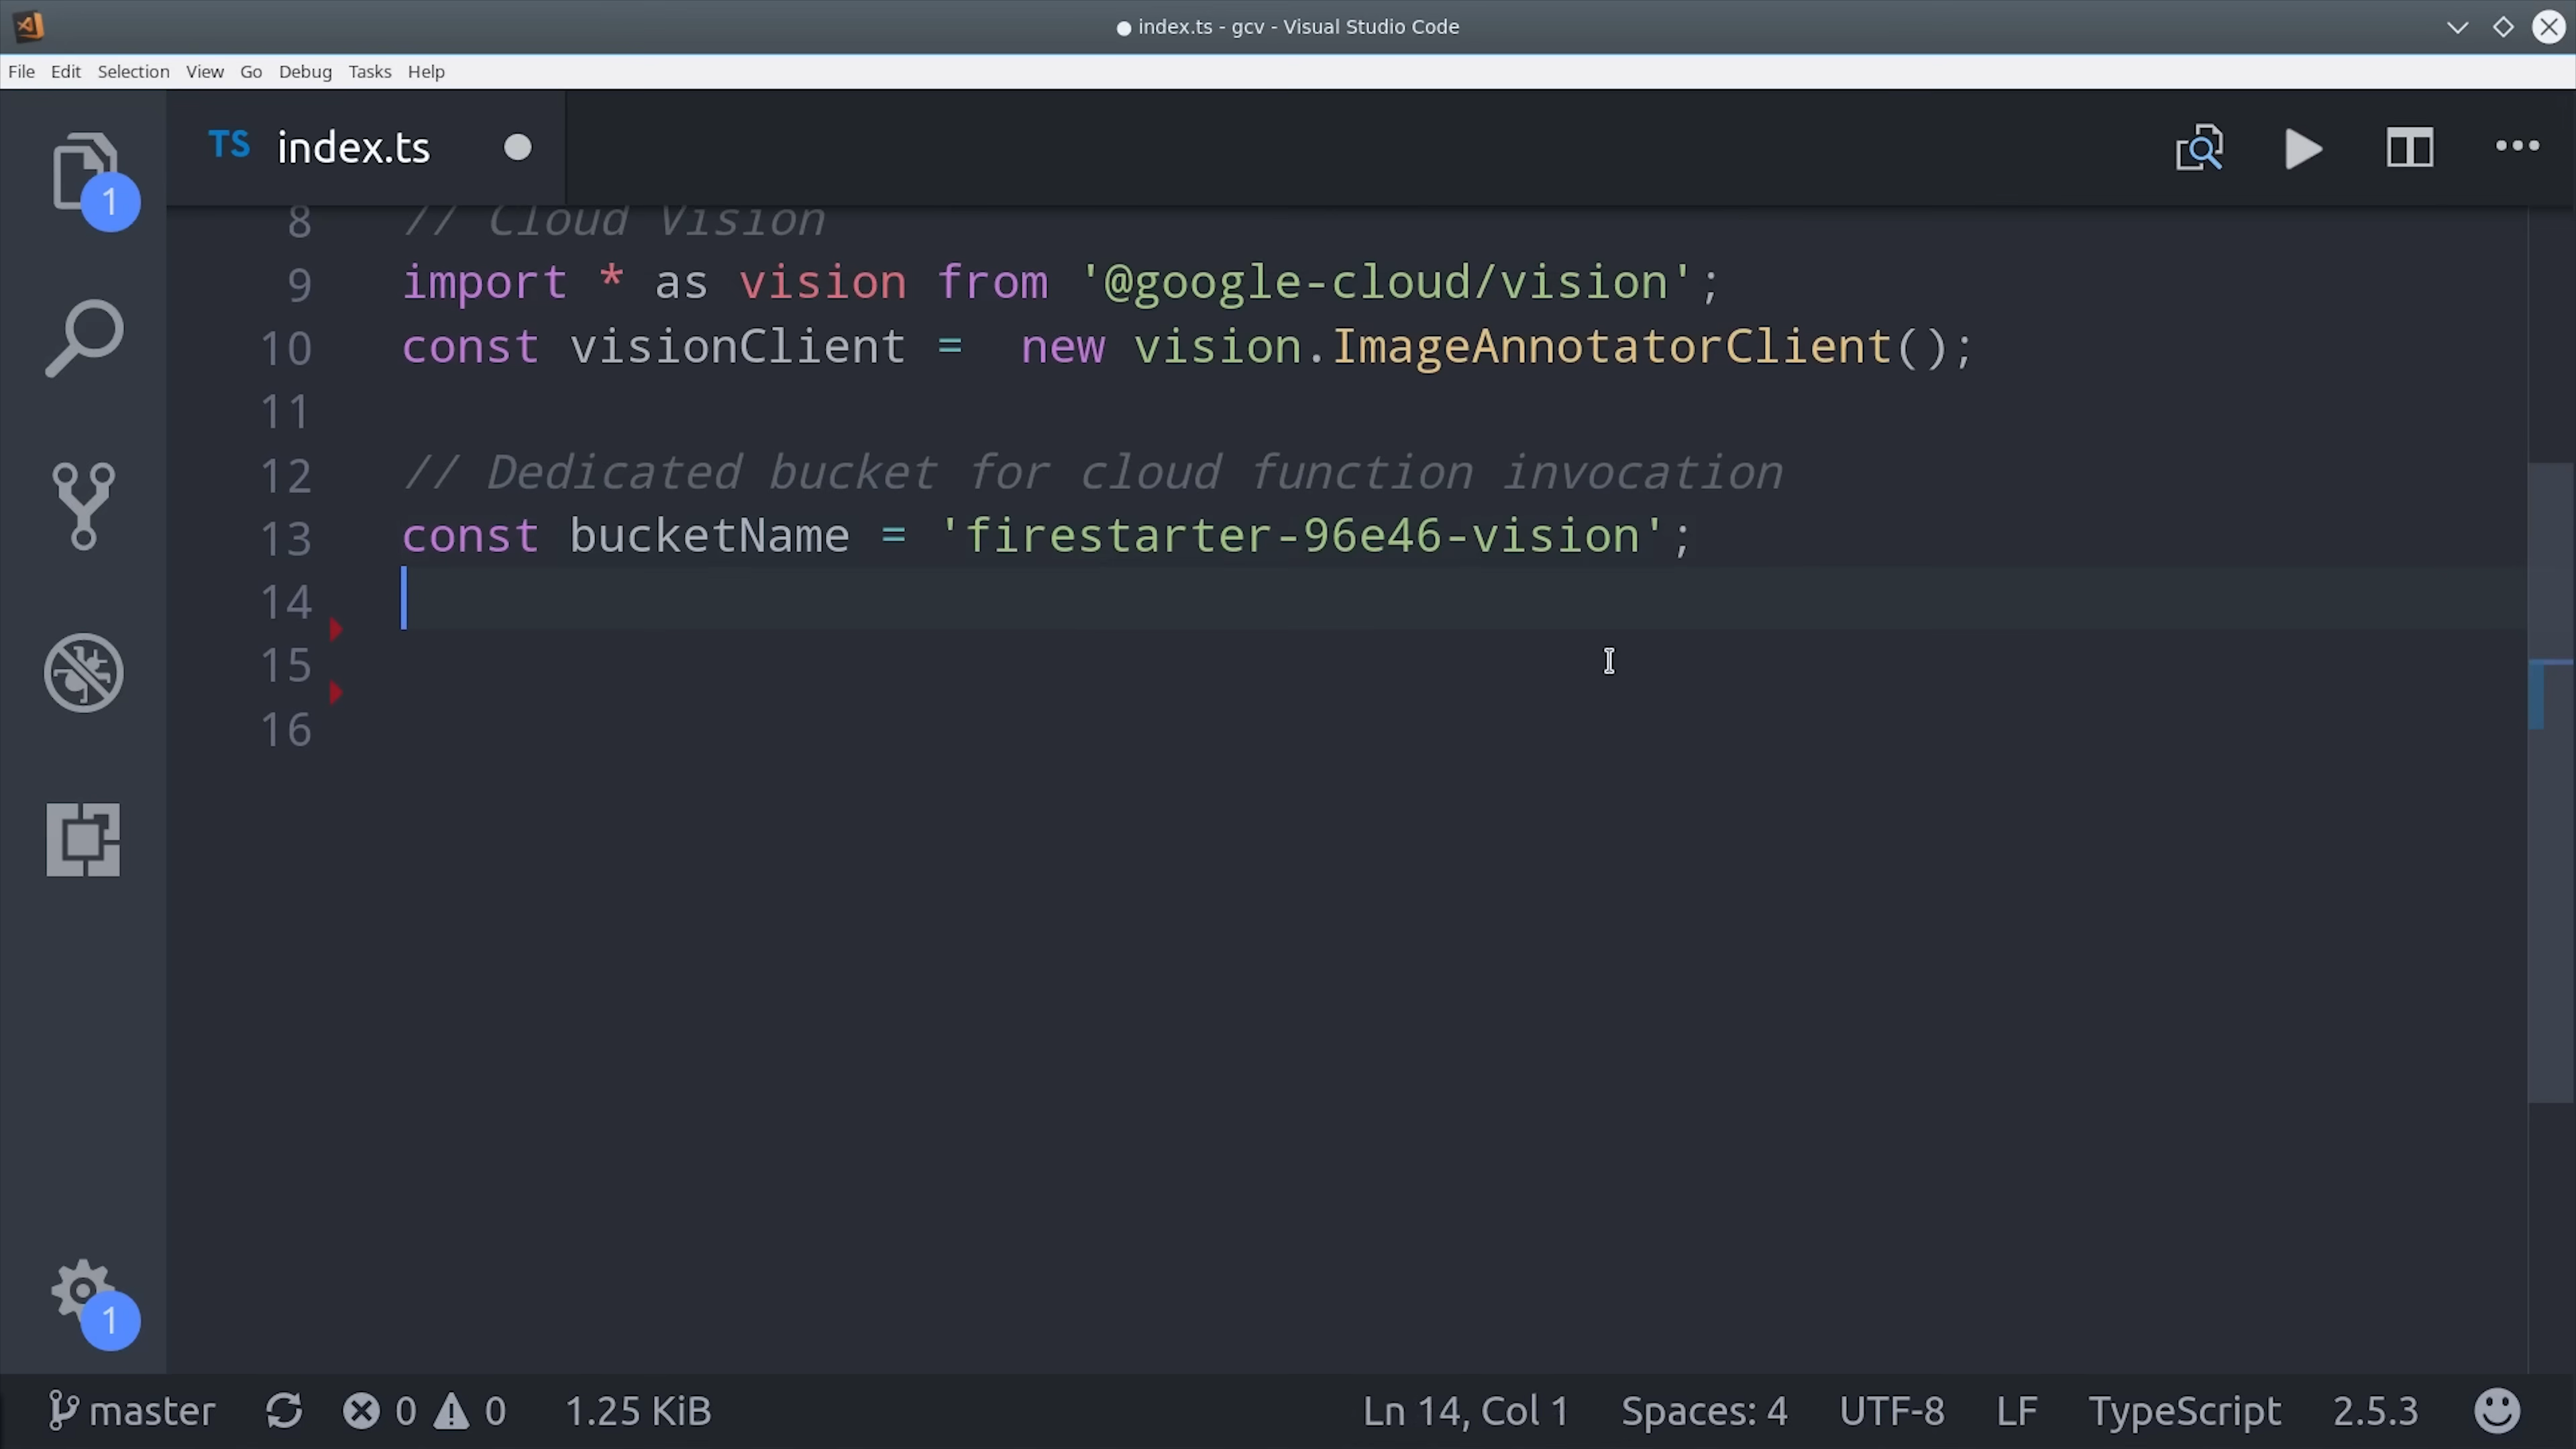 ● index.ts - gcv - Visual Studio Code
File Edit Selection View Go Debug Tasks Help
TS index.ts
1
8 // Cloud Vision
9 import * as vision from '@google-cloud/vision';
10 const visionClient =  new vision.ImageAnnotatorClient();
11
12 // Dedicated bucket for cloud function invocation
13 const bucketName = 'firestarter-96e46-vision';
14
15
16
1
master 0 0 1.25 KiB Ln 14, Col 1 Spaces: 4 UTF-8 LF TypeScript 2.5.3